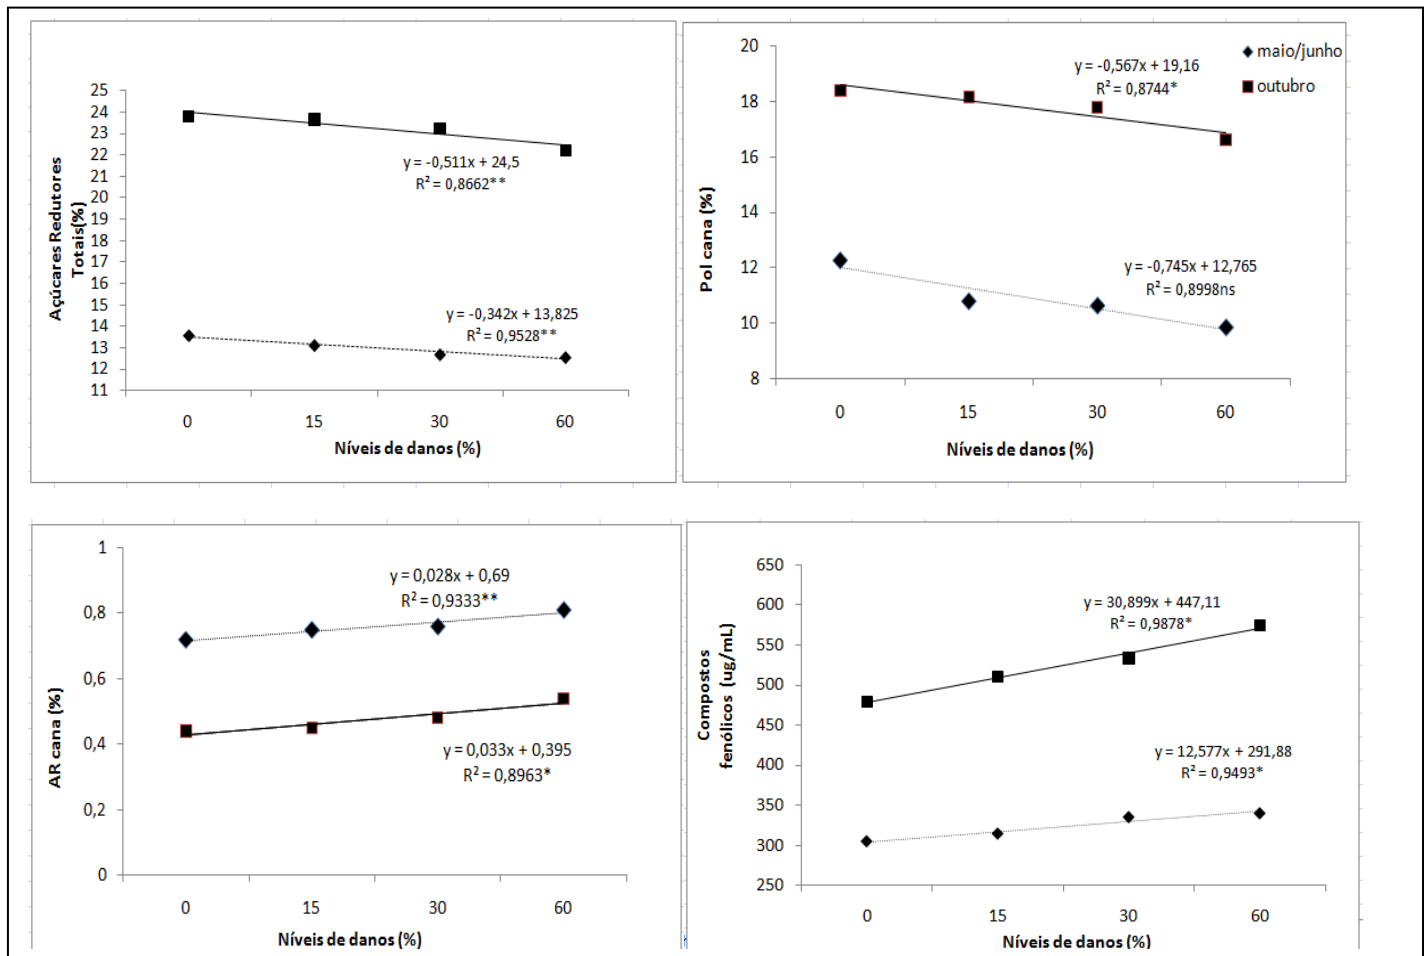 25
24
23
22
21
20
19
18
17
16
15
14
13
12
11
Açúcares Redutores
Totais(%)
y = -0,511x + 24,5
R² = 0,8662**
y = -0,342x + 13,825
R² = 0,9528**
0 15 30 60
Níveis de danos (%)
20
18
16
14
12
10
8
Pol cana (%)
y = -0,567x + 19,16
R² = 0,8744*
maio/junho
outubro
y = -0,745x + 12,765
R² = 0,8998ns
0 15 30 60
Níveis de danos (%)
1
0,8
0,6
0,4
0,2
0
AR cana (%)
y = 0,028x + 0,69
R² = 0,9333**
y = 0,033x + 0,395
R² = 0,8963*
0 15 30 60
Níveis de danos (%)
650
600
550
500
450
400
350
300
250
Compostos
fenólicos (ug/mL)
y = 30,899x + 447,11
R² = 0,9878*
y = 12,577x + 291,88
R² = 0,9493*
0 15 30 60
Níveis de danos (%)